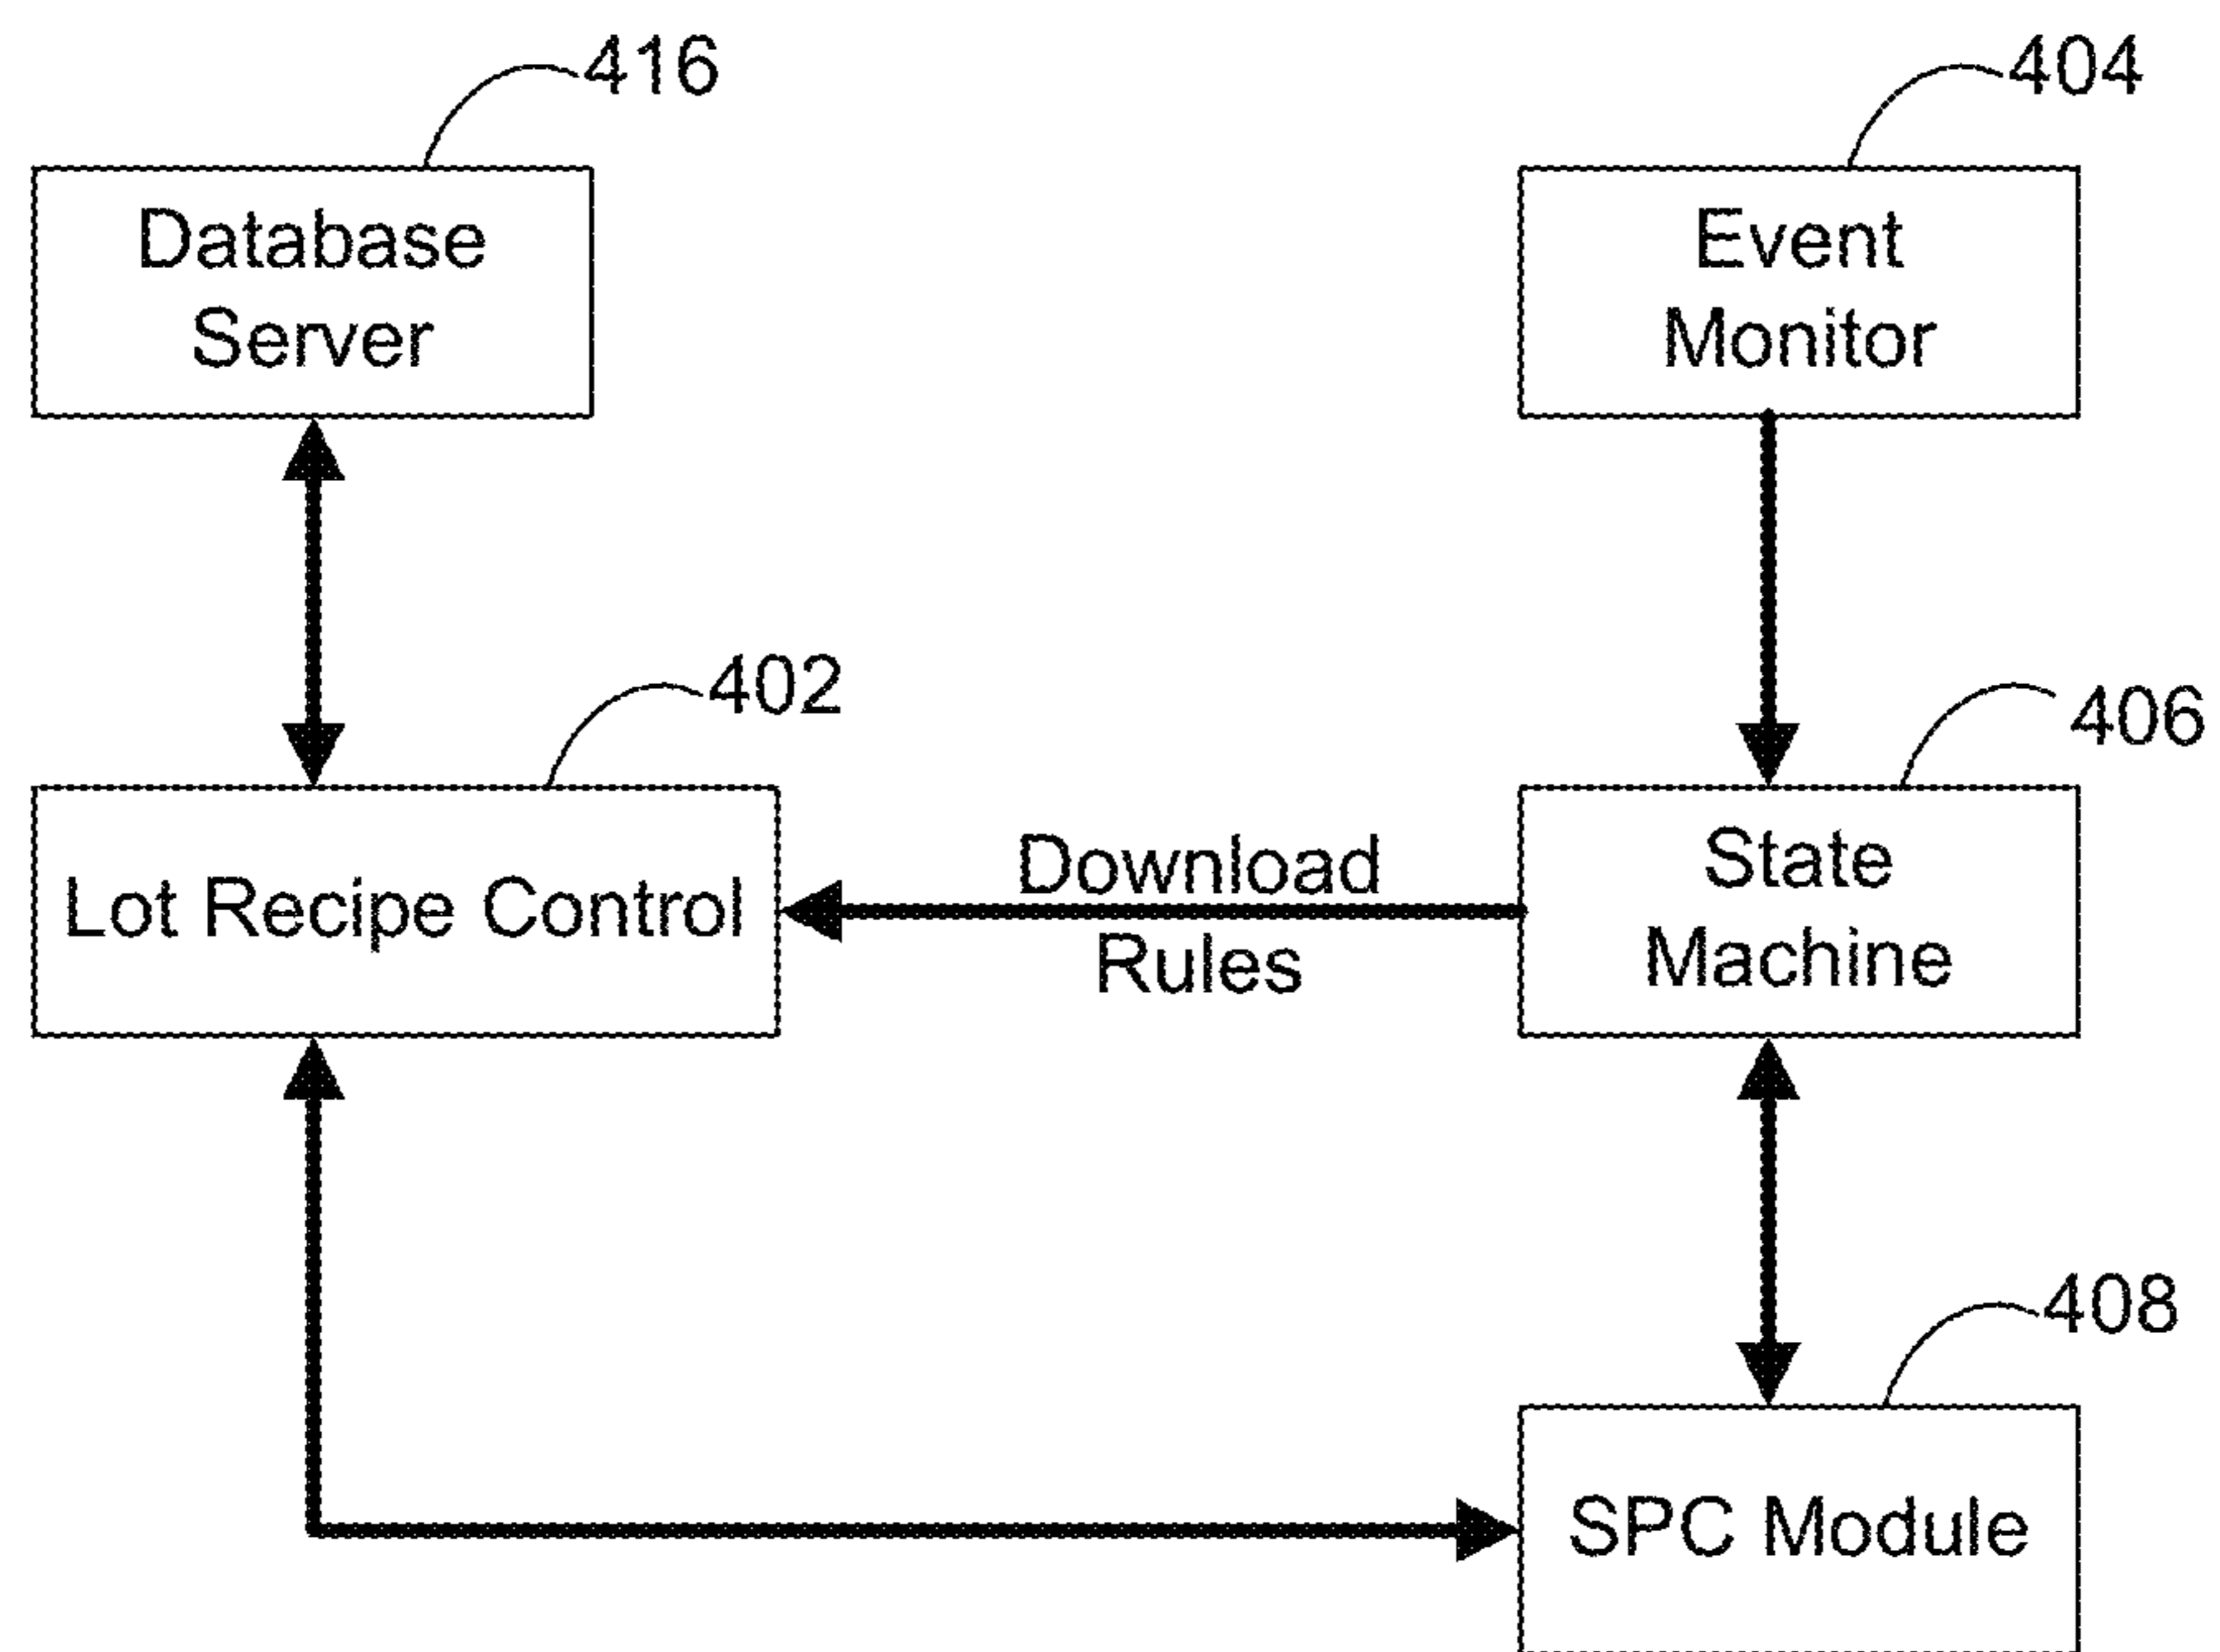 416
404
Database
Server
Event
Monitor
402
406
Lot Recipe Control
Download
Rules
State
Machine
408
SPC Module